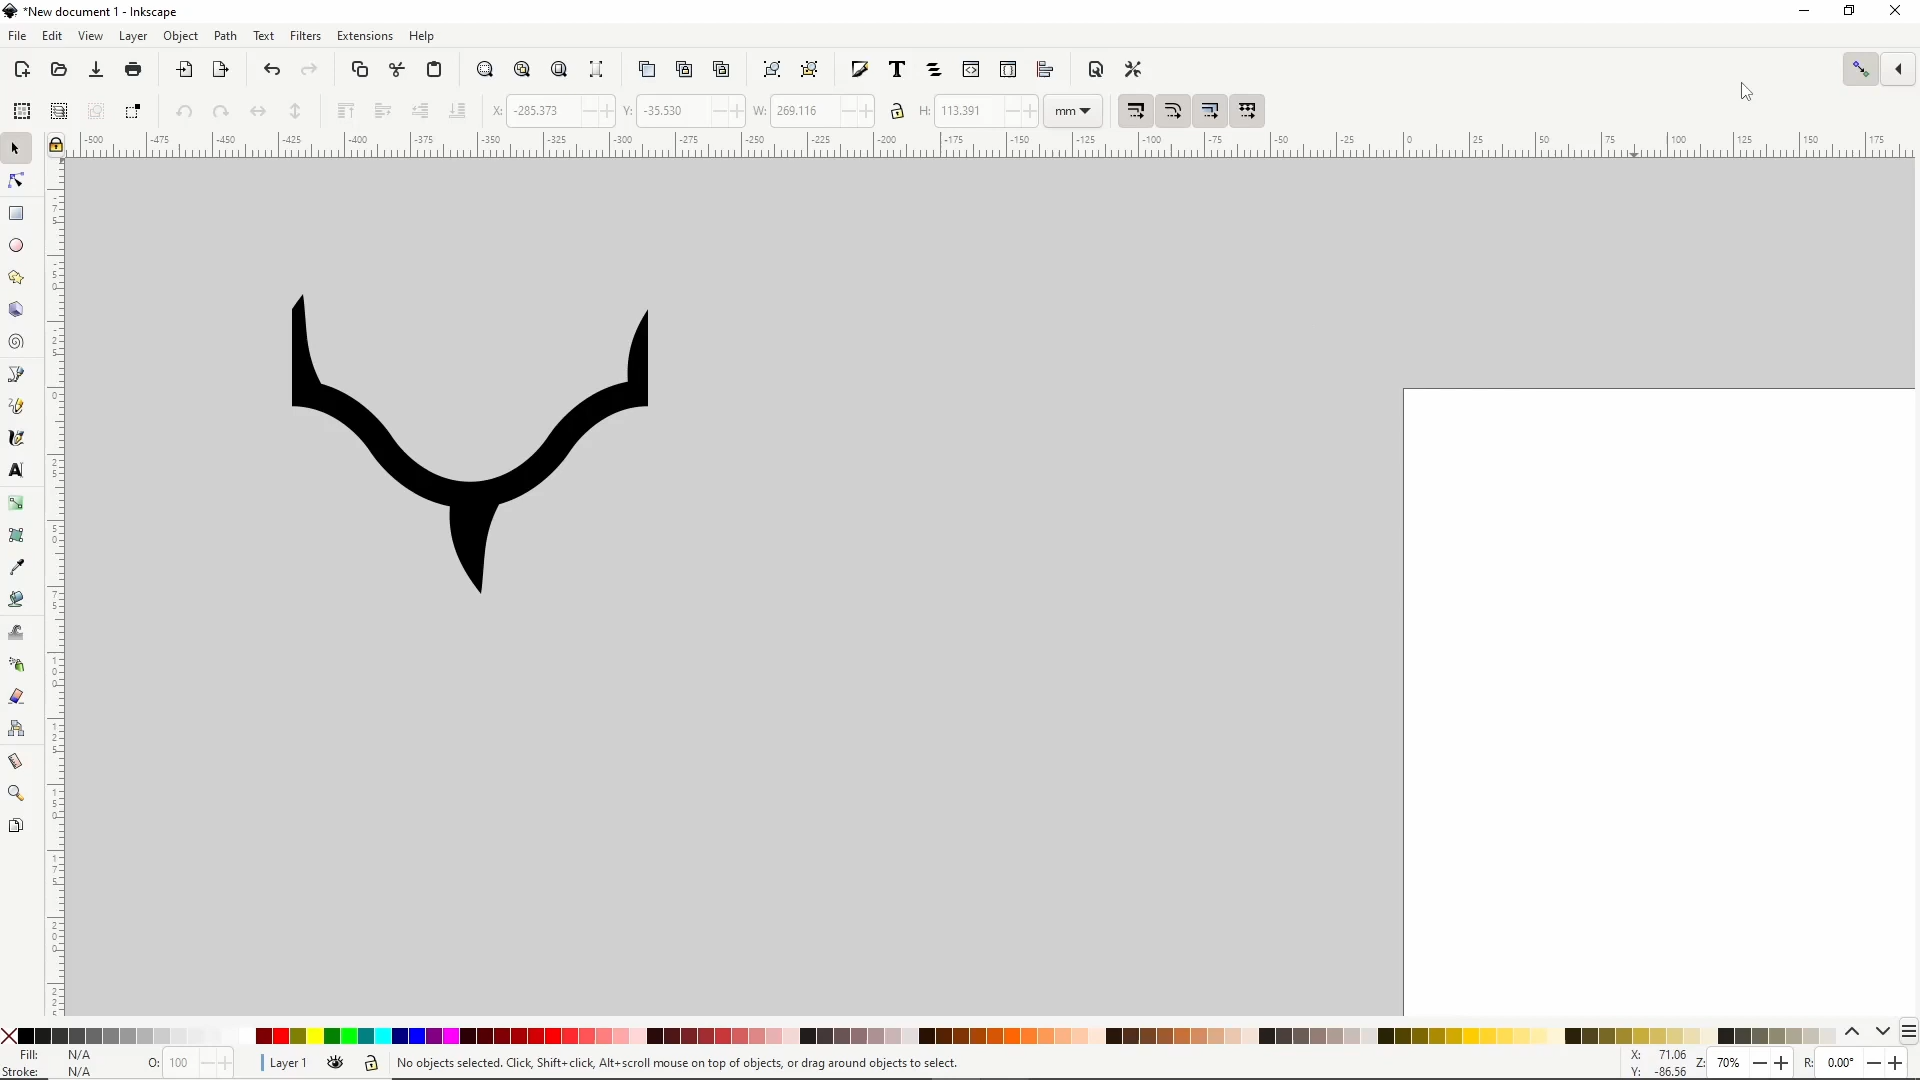 *New document 1 - Inkscape
File Edit View Layer Object Path Text Filters Extensions Help
X: -285.373 Y: -35.530 W: 269.116 H: 113.391 mm
-500 -475 -450 -425 -400 -375 -350 -325 -300 -275 -250 -225 -200 -175 -150 -125 -100 -75 -50 -25 0 25 50 75 100 125 150 175
Fill: N/A
Stroke: N/A
O: 100
Layer 1
No objects selected. Click, Shift+click, Alt+scroll mouse on top of objects, or drag around objects to select.
X: 71.06
Y: -86.56
Z: 70%
R: 0.00°